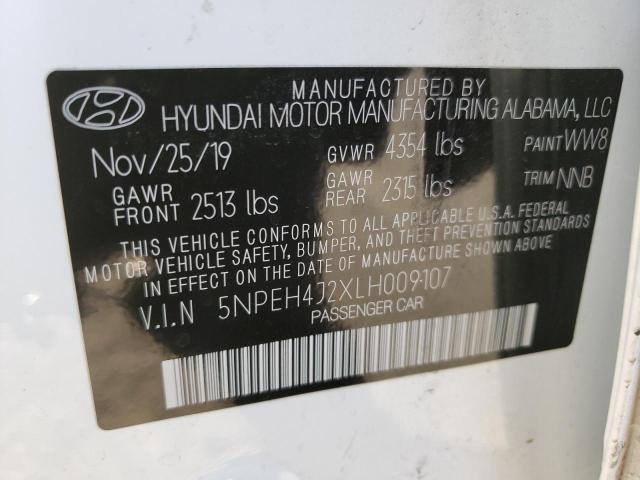 MANUFACTURED BY
HYUNDAI MOTOR MANUFACTURING ALABAMA, LLC
Nov/25/19 GVWR 4354 lbs PAINT WW8
GAWR FRONT 2513 lbs GAWR REAR 2315 lbs TRIM NNB
THIS VEHICLE CONFORMS TO ALL APPLICABLE U.S.A. FEDERAL
MOTOR VEHICLE SAFETY, BUMPER, AND THEFT PREVENTION STANDARDS
IN EFFECT ON THE DATE OF MANUFACTURE SHOWN ABOVE
V.I.N 5NPEH4J2XLH009107
PASSENGER CAR